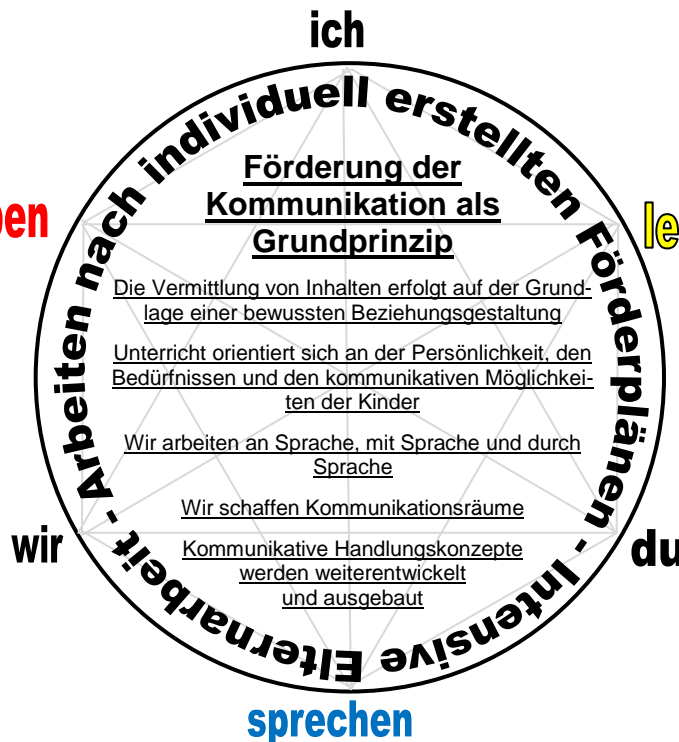 ich
Arbeiten nach individuell erstellten Förderplänen - Intensive Elternarbeit -
Förderung der
Kommunikation als
Grundprinzip
Die Vermittlung von Inhalten erfolgt auf der Grund-
lage einer bewussten Beziehungsgestaltung
Unterricht orientiert sich an der Persönlichkeit, den
Bedürfnissen und den kommunikativen Möglichkei-
ten der Kinder
Wir arbeiten an Sprache, mit Sprache und durch
Sprache
Wir schaffen Kommunikationsräume
Kommunikative Handlungskonzepte
werden weiterentwickelt
und ausgebaut
wir
du
sprechen